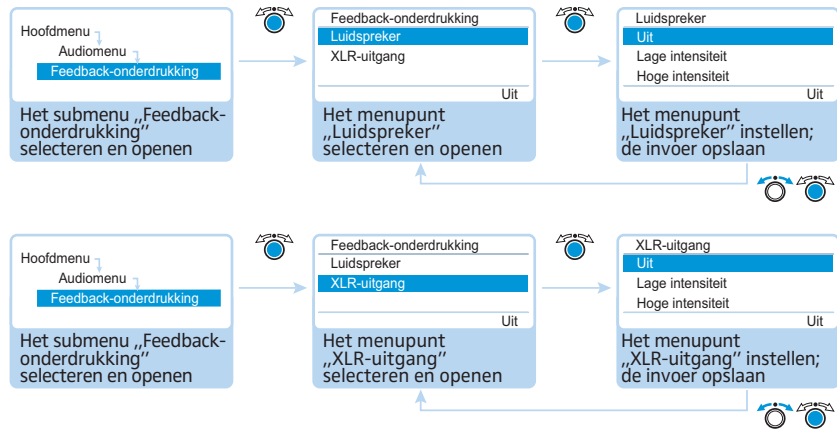 Hoofdmenu
Audiomenu
Feedback-onderdrukking
Het submenu „Feedback-
onderdrukking”
selecteren en openen
Feedback-onderdrukking
Luidspreker
XLR-uitgang
Uit
Het menupunt
„Luidspreker”
selecteren en openen
Luidspreker
Uit
Lage intensiteit
Hoge intensiteit
Uit
Het menupunt
„Luidspreker” instellen;
de invoer opslaan
Hoofdmenu
Audiomenu
Feedback-onderdrukking
Het submenu „Feedback-
onderdrukking”
selecteren en openen
Feedback-onderdrukking
Luidspreker
XLR-uitgang
Uit
Het menupunt
„XLR-uitgang”
selecteren en openen
XLR-uitgang
Uit
Lage intensiteit
Hoge intensiteit
Uit
Het menupunt
„XLR-uitgang” instellen;
de invoer opslaan